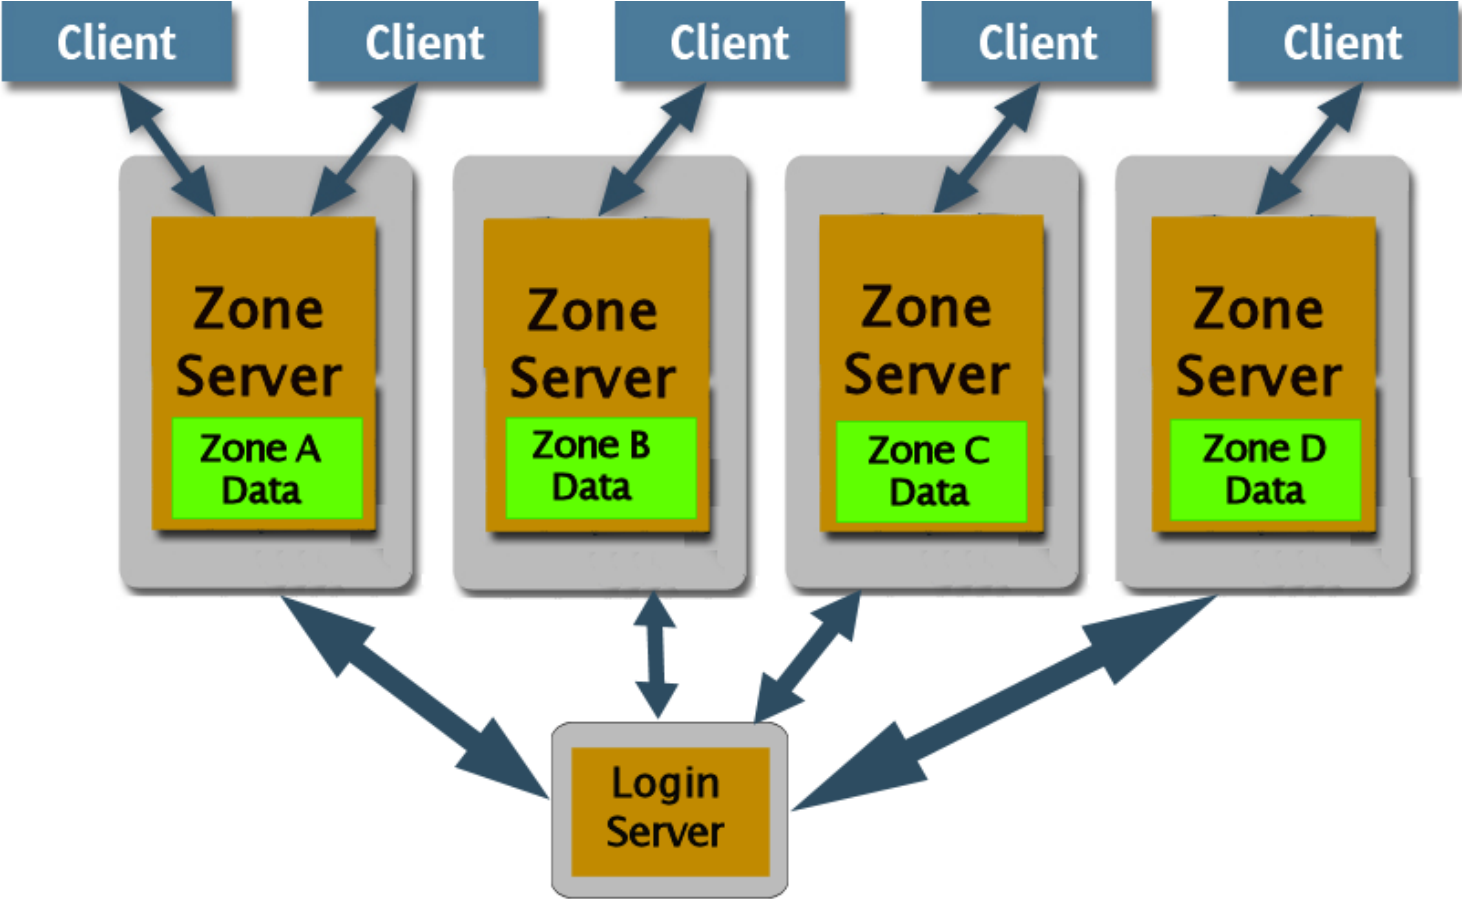 Client
Client
Client
Client
Client
Zone
Server
Zone A
Data
Zone
Server
Zone B
Data
Zone
Server
Zone C
Data
Zone
Server
Zone D
Data
Login
Server